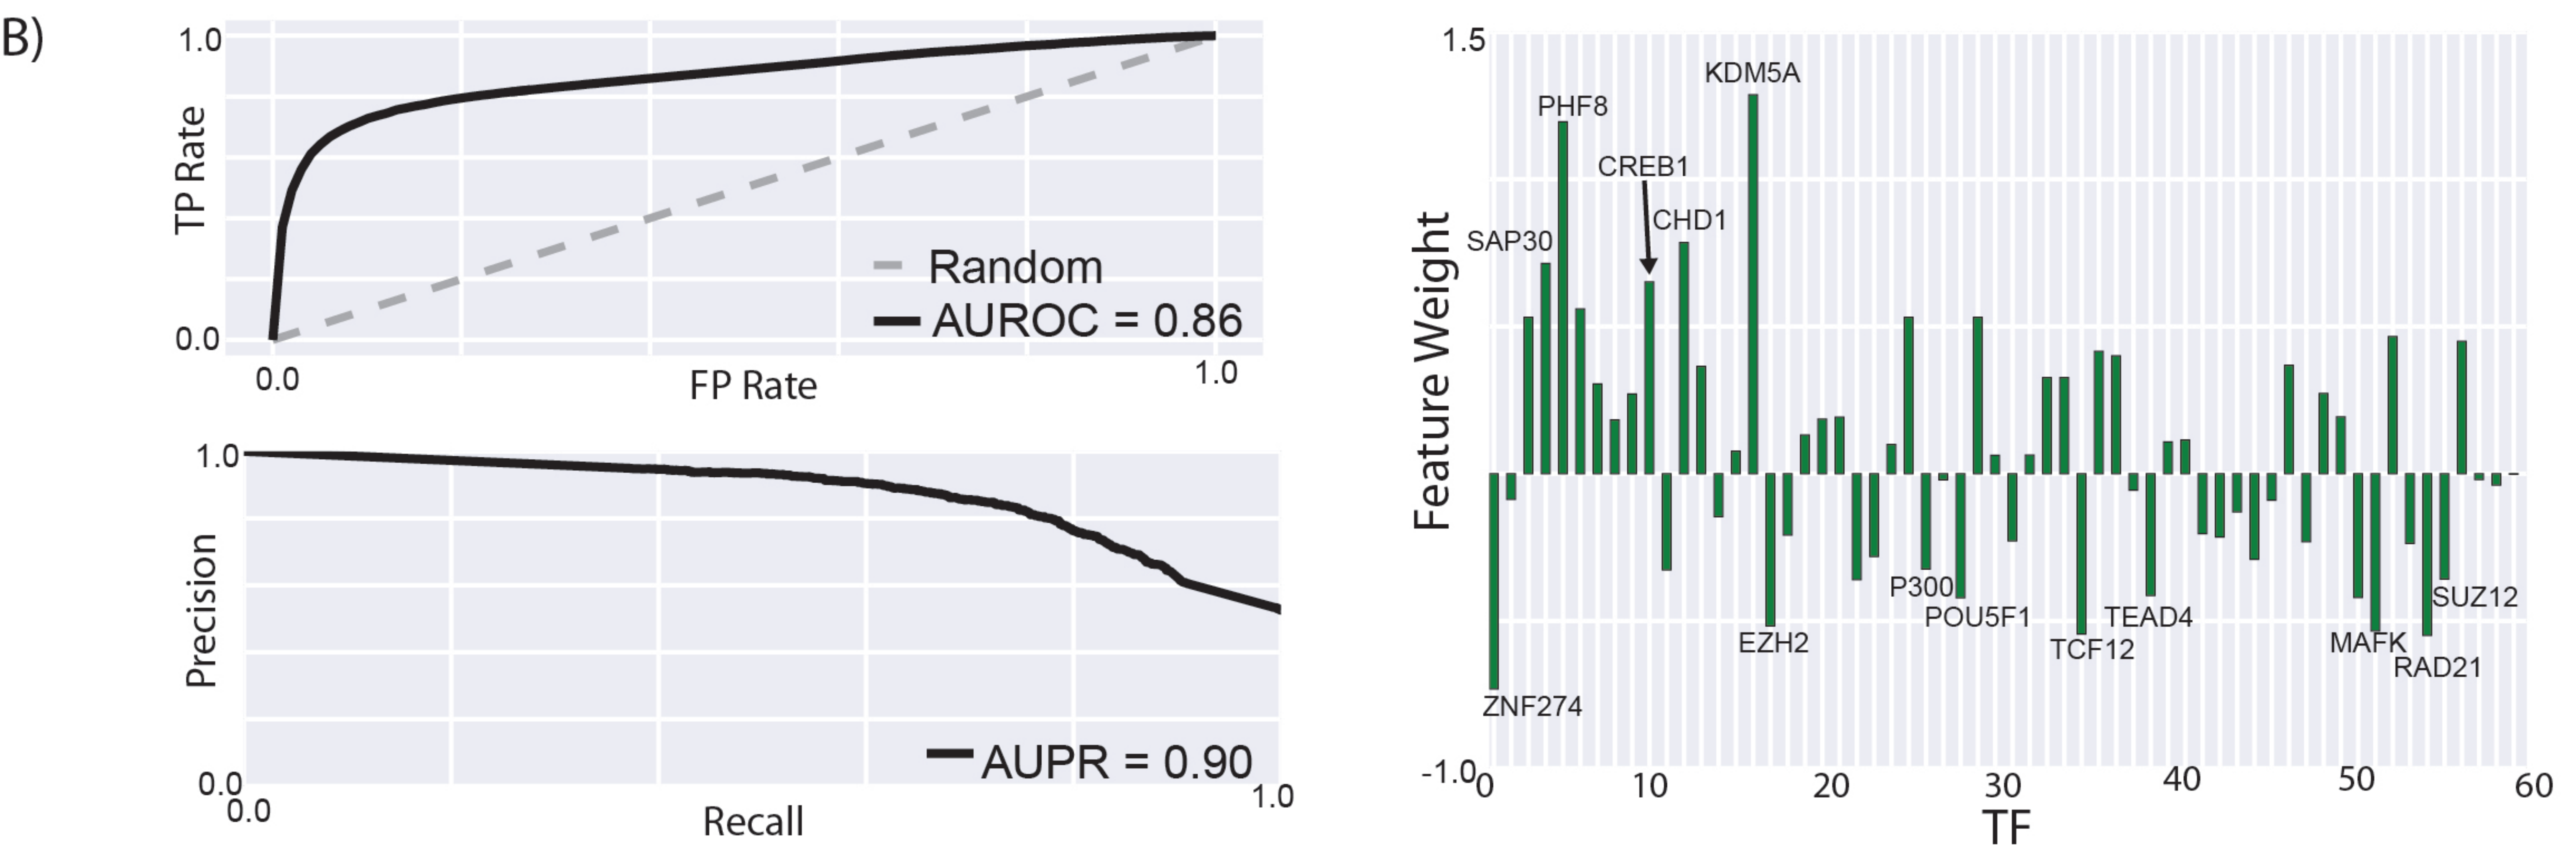 B)
1.0
TP Rate
0.0
0.0
FP Rate
1.0
Random
AUROC = 0.86
1.0
Precision
0.0
0.0
Recall
1.0
AUPR = 0.90
1.5
Feature Weight
-1.0
KDM5A
PHF8
CREB1
CHD1
SAP30
P300
POU5F1
TEAD4
SUZ12
EZH2
TCF12
MAFK
RAD21
ZNF274
0
10
20
30
40
50
60
TF